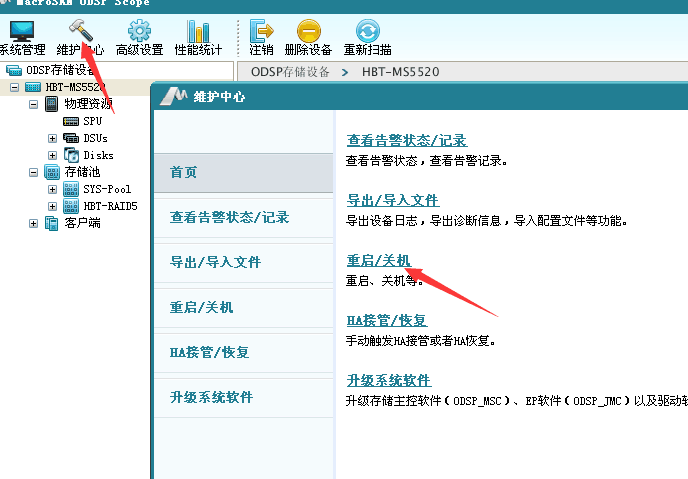 MacroSAN ODSP Scope
系统管理 维护中心 高级设置 性能统计 注销 删除设备 重新扫描
ODSP存储设备
ODSP存储设备 > HBT-MS5520
HBT-MS5520
物理资源
SPU
DSUs
Disks
存储池
SYS-Pool
HBT-RAID5
客户端
维护中心
首页
查看告警状态/记录
导出/导入文件
重启/关机
HA接管/恢复
升级系统软件
查看告警状态/记录
查看告警状态，查看告警记录。
导出/导入文件
导出设备日志，导出诊断信息，导入配置文件等功能。
重启/关机
重启、关机等。
HA接管/恢复
手动触发HA接管或者HA恢复。
升级系统软件
升级存储主控软件(ODSP_MSC)、EP软件(ODSP_JMC)以及驱动